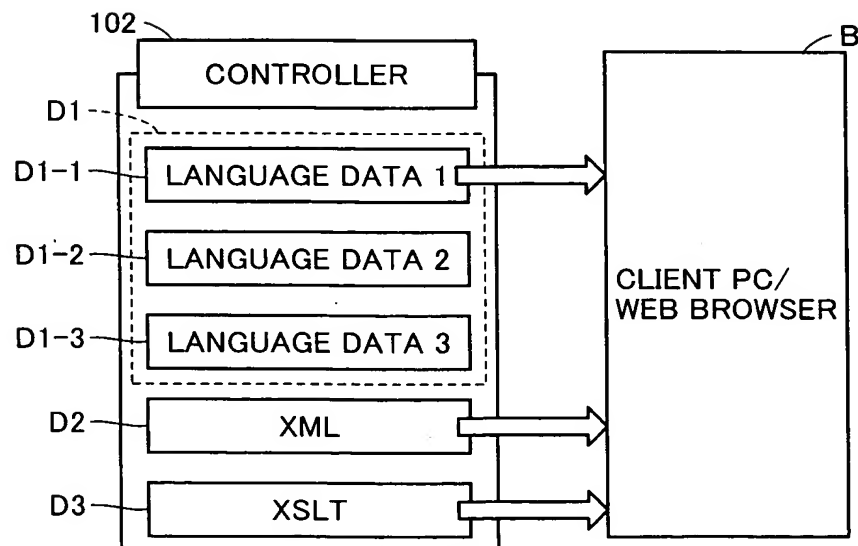 102
CONTROLLER
B
D1
D1-1
LANGUAGE DATA 1
D1-2
LANGUAGE DATA 2
D1-3
LANGUAGE DATA 3
CLIENT PC/
WEB BROWSER
D2
XML
D3
XSLT